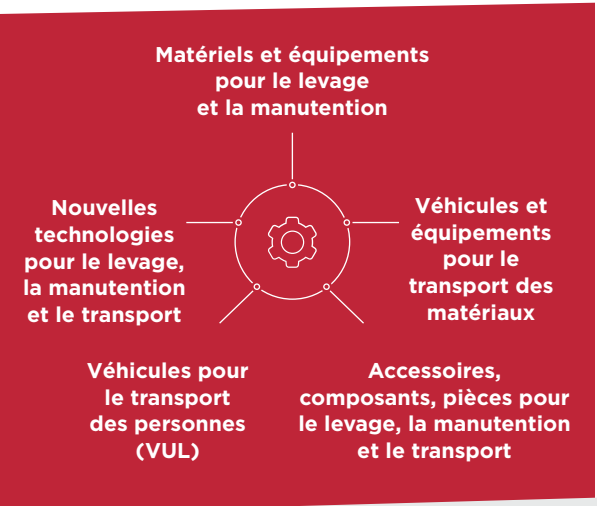 Matériels et équipements
pour le levage
et la manutention
Nouvelles
technologies
pour le levage,
la manutention
et le transport
Véhicules et
équipements
pour le
transport des
matériaux
Véhicules pour
le transport
des personnes
(VUL)
Accessoires,
composants, pièces pour
le levage, la manutention
et le transport